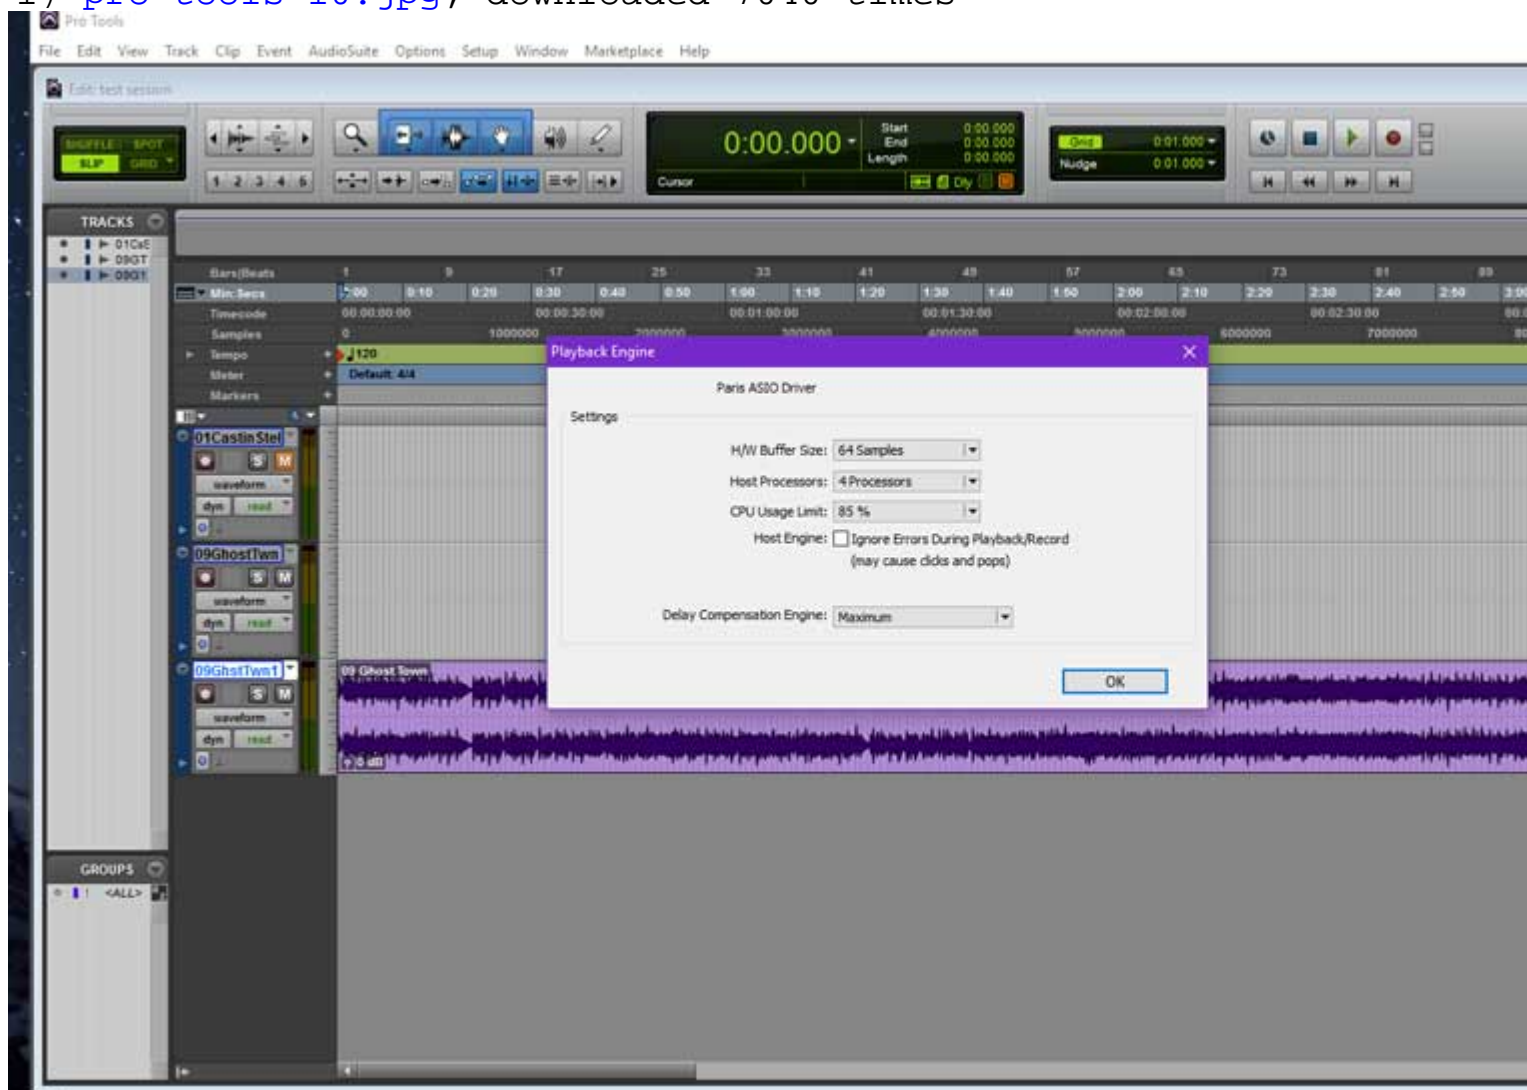 Pro Tools
File Edit View Track Clip Event AudioSuite Options Setup Window Marketplace Help
Edit: test session
SHUFFLE SPOT
SLIP GRID
1 2 3 4 5
0:00.000
Start 0:00.000
End 0:00.000
Length 0:00.000
Cursor
Dly
Grid 0:01.000
Nudge 0:01.000
TRACKS
09GT
Bars|Beats 1 9 17 25 33 41 49 57 65 73 81 89
Min:Secs 0:00 0:10 0:20 0:30 0:40 0:50 1:00 1:10 1:20 1:30 1:40 1:50 2:00 2:10 2:20 2:30 2:40 2:50
Timecode 00:00:00:00 00:00:30:00 00:01:00:00 00:01:30:00 00:02:00:00 00:02:30:00
Samples 0 1000000 2000000 3000000 4000000 5000000 6000000 7000000
Tempo 120
Meter Default: 4/4
Markers
01CastinStel
S M
waveform
dyn read
09GhostTwn
S M
waveform
dyn read
09GhstTwn1
S M
waveform
dyn read
09 Ghost Town
0 dB
Playback Engine
Paris ASIO Driver
Settings
H/W Buffer Size: 64 Samples
Host Processors: 4 Processors
CPU Usage Limit: 85 %
Host Engine: Ignore Errors During Playback/Record
(may cause clicks and pops)
Delay Compensation Engine: Maximum
OK
GROUPS
! <ALL>